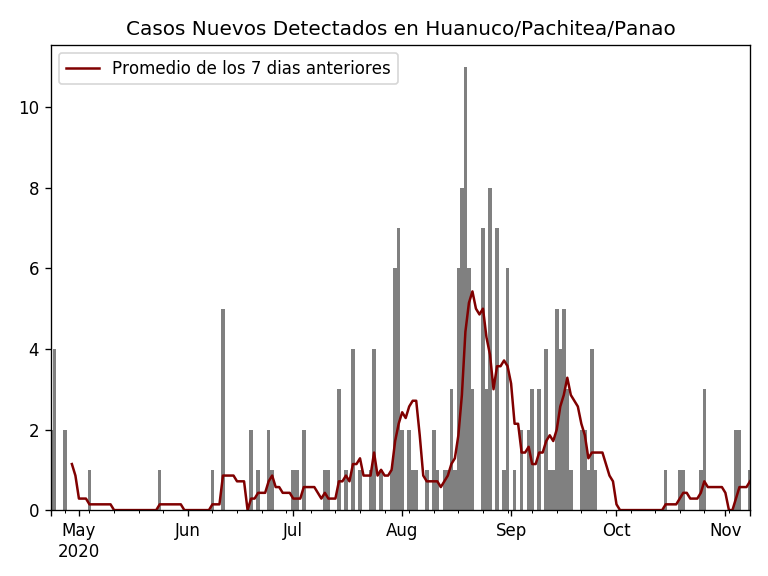 Casos Nuevos Detectados en Huanuco/Pachitea/Panao
Promedio de los 7 dias anteriores
10
8
6
4
2
0
May Jun Jul Aug Sep Oct Nov
2020